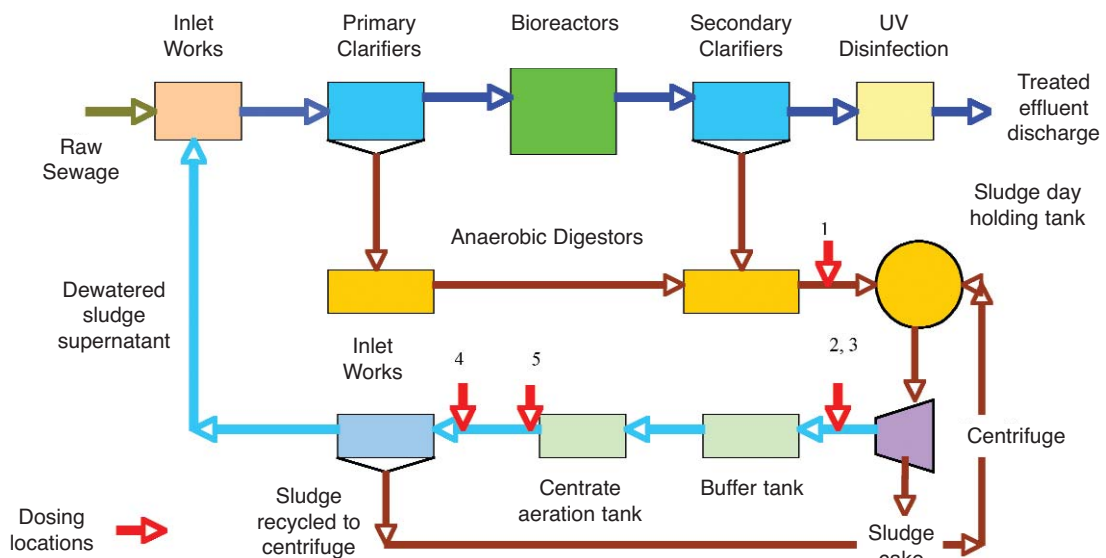 Inlet
Works
Primary
Clarifiers
Bioreactors
Secondary
Clarifiers
UV
Disinfection
Treated
effluent
discharge
Raw
Sewage
Sludge day
holding tank
1
Anaerobic Digestors
Dewatered
sludge
supernatant
Inlet
Works
4
5
2, 3
Centrifuge
Sludge
recycled to
centrifuge
Centrate
aeration tank
Buffer tank
Dosing
locations
Sludge
cake